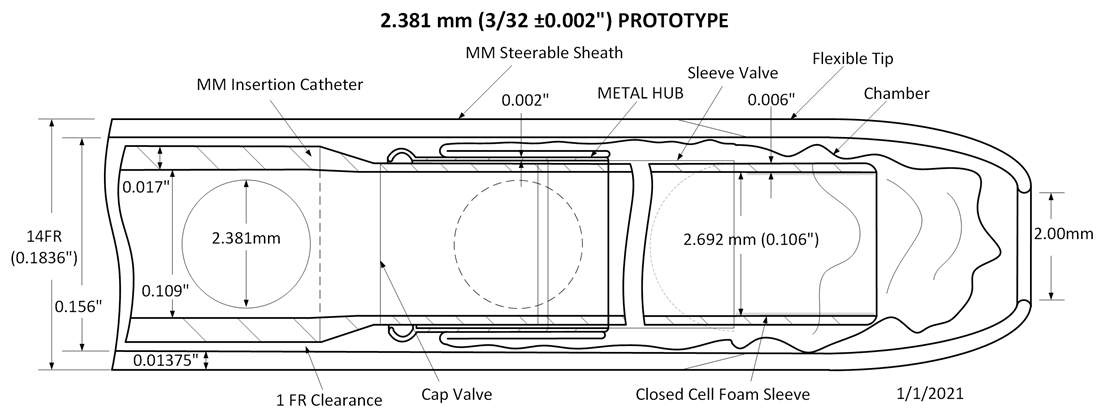 2.381 mm (3/32 ±0.002") PROTOTYPE
MM Steerable Sheath
Flexible Tip
Sleeve Valve
MM Insertion Catheter
0.002"
METAL HUB
0.006"
Chamber
0.017"
14FR
(0.1836")
2.381mm
2.692 mm (0.106")
2.00mm
0.109"
0.156"
0.01375"
1 FR Clearance
Cap Valve
Closed Cell Foam Sleeve
1/1/2021